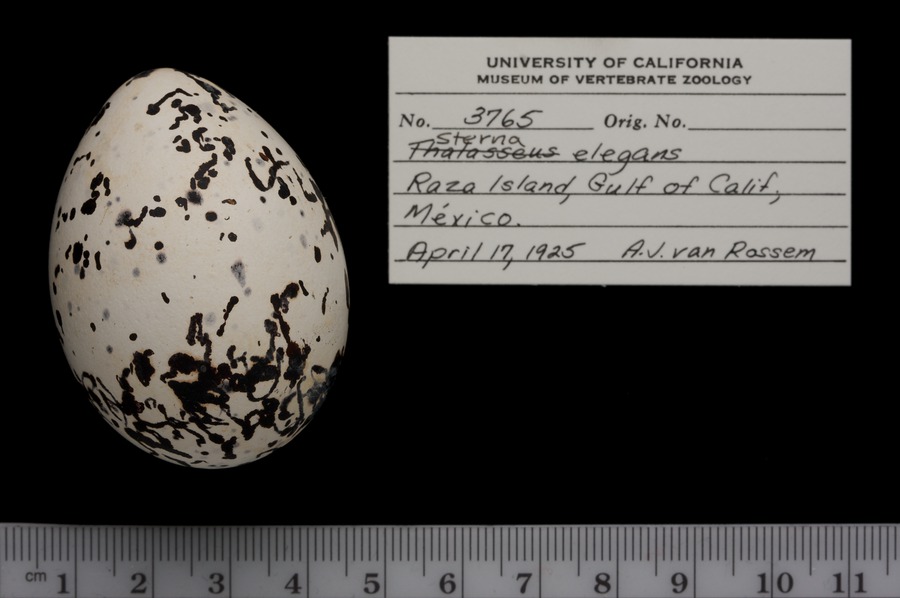 UNIVERSITY OF CALIFORNIA
MUSEUM OF VERTEBRATE ZOOLOGY
No. 3765 Orig. No.
Sterna
Thalasseus elegans
Raza Island, Gulf of Calif,
México.
April 17, 1925 A.J. van Rossem
cm 1 2 3 4 5 6 7 8 9 10 11